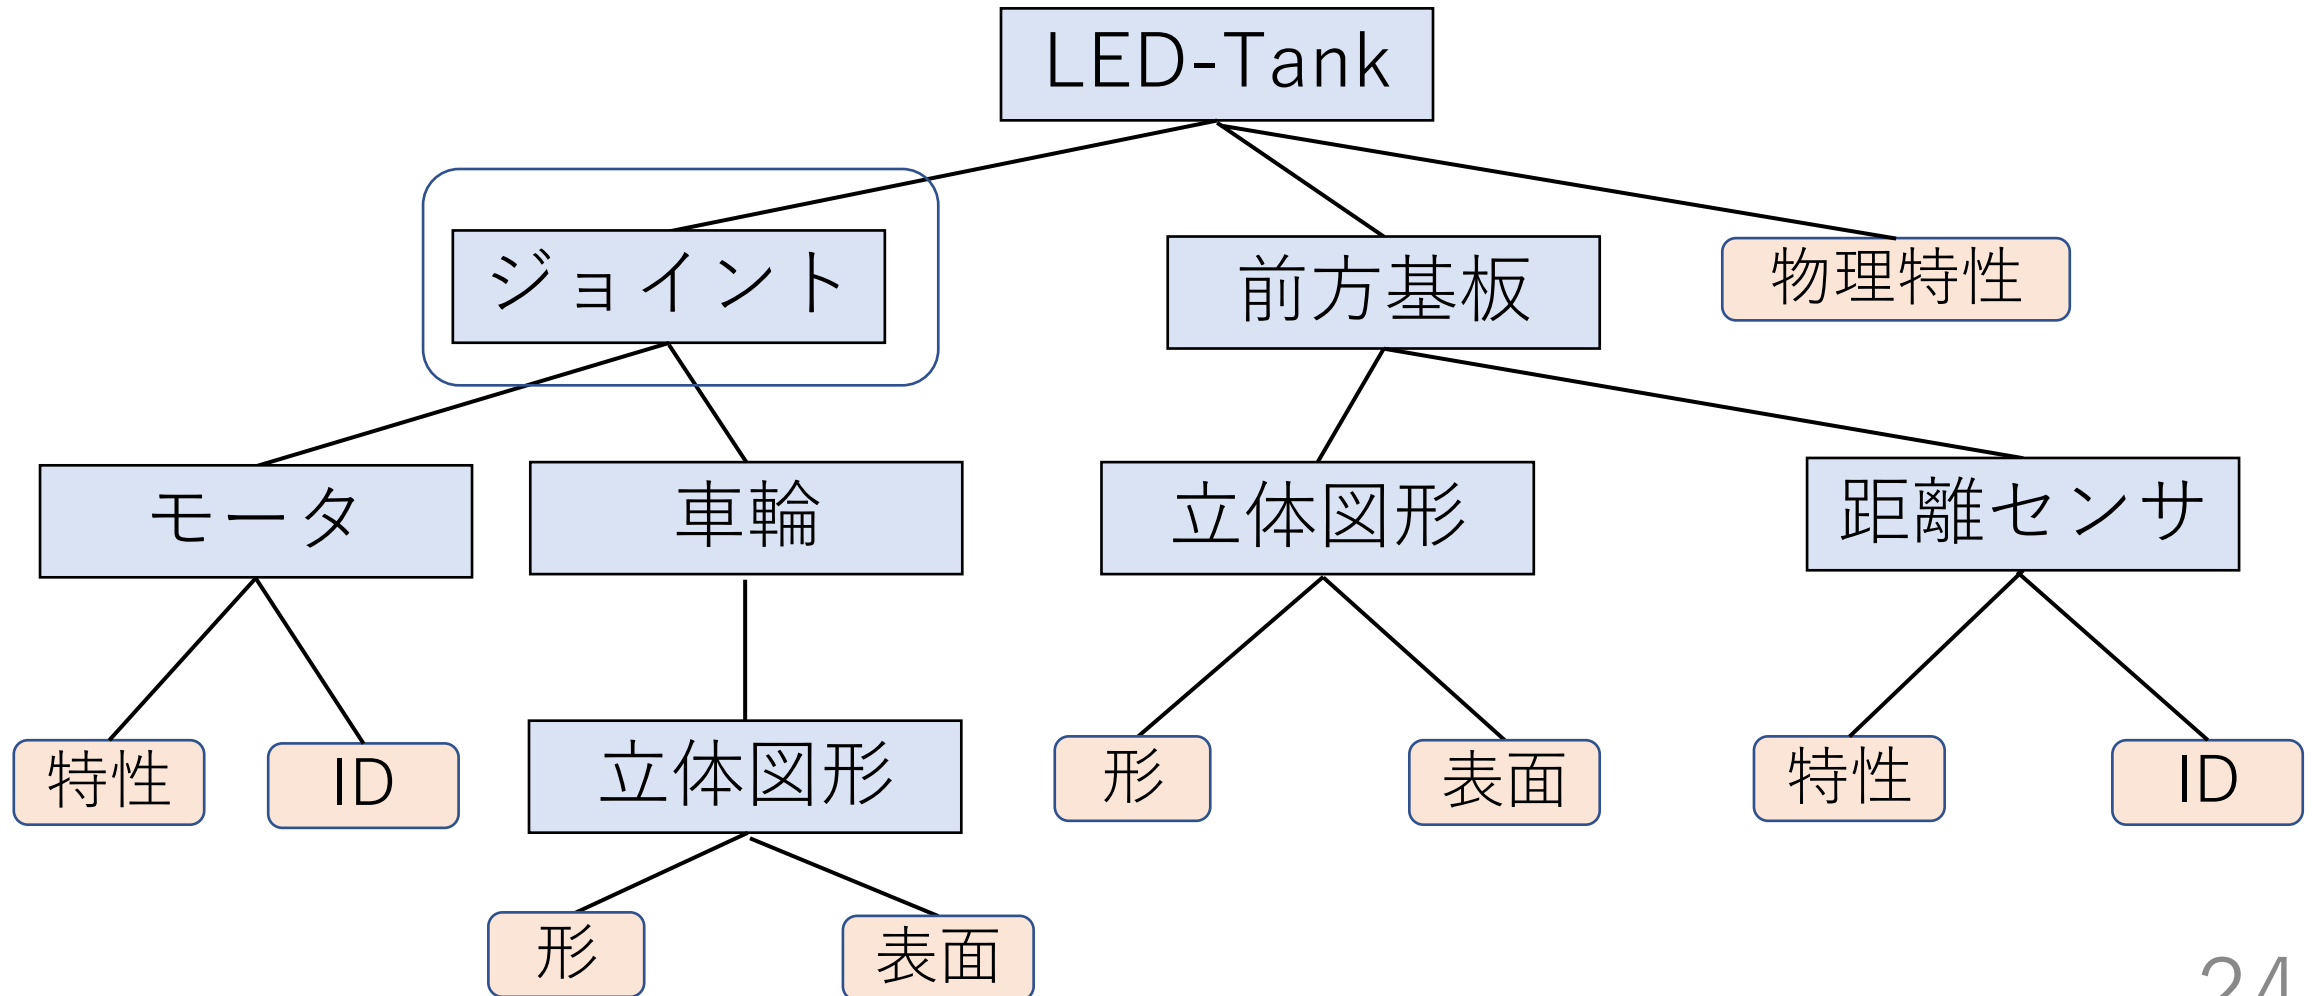 LED-Tank
ジョイント
前方基板
物理特性
モータ
車輪
立体図形
距離センサ
特性
ID
立体図形
形
表面
特性
ID
形
表面
24